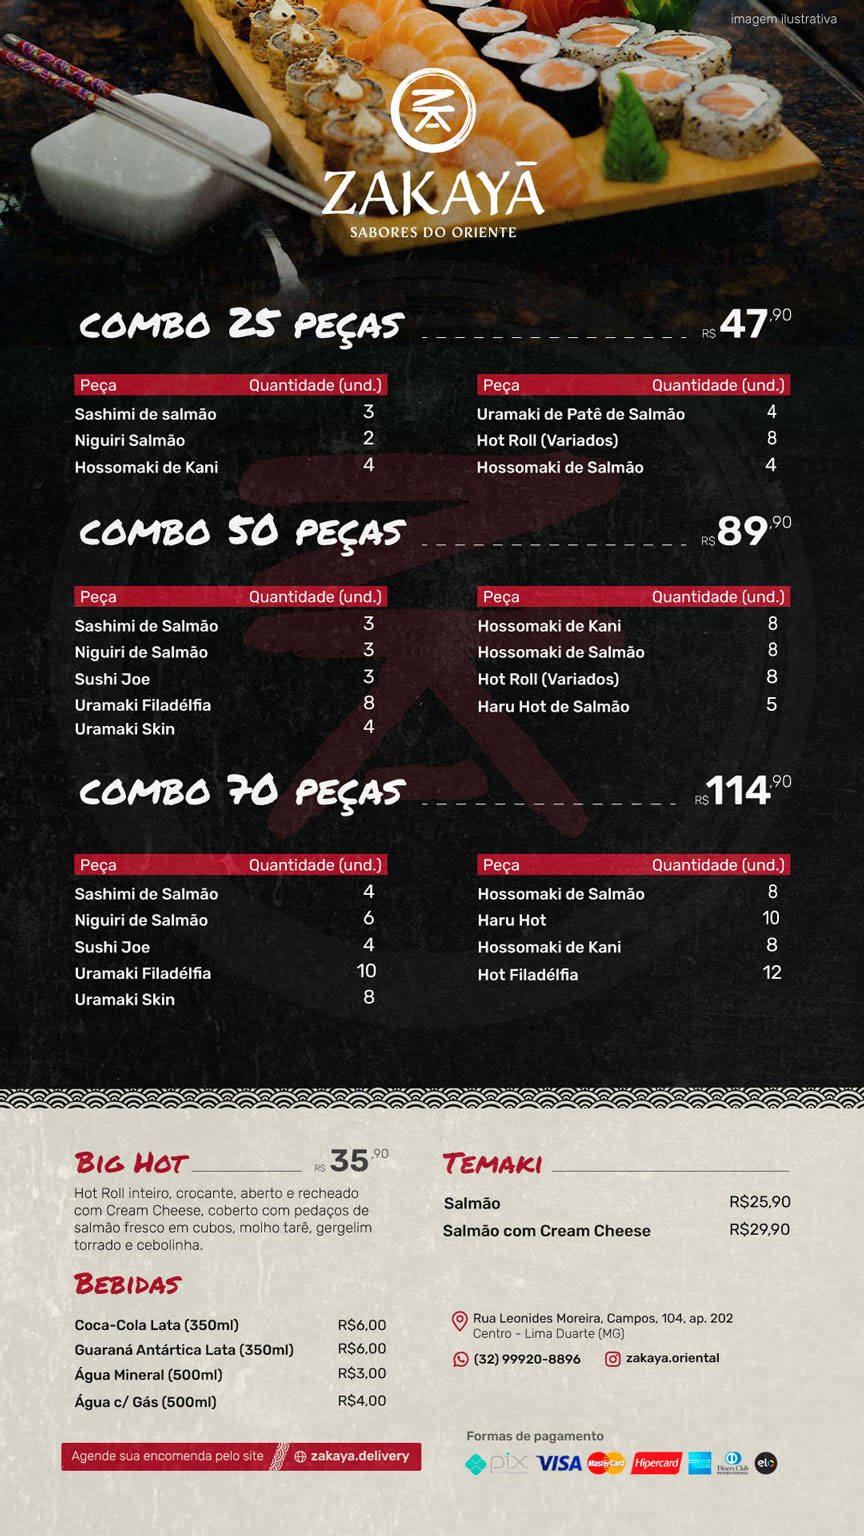 imagem ilustrativa
ZAKAYĀ
SABORES DO ORIENTE
COMBO 25 PEÇAS R$47,90
Peça Quantidade (und.)
Sashimi de salmão 3
Niguiri Salmão 2
Hossomaki de Kani 4
Peça Quantidade (und.)
Uramaki de Patê de Salmão 4
Hot Roll (Variados) 8
Hossomaki de Salmão 4
COMBO 50 PEÇAS R$89,90
Peça Quantidade (und.)
Sashimi de Salmão 3
Niguiri de Salmão 3
Sushi Joe 3
Uramaki Filadélfia 8
Uramaki Skin 4
Peça Quantidade (und.)
Hossomaki de Kani 8
Hossomaki de Salmão 8
Hot Roll (Variados) 8
Haru Hot de Salmão 5
COMBO 70 PEÇAS R$114,90
Peça Quantidade (und.)
Sashimi de Salmão 4
Niguiri de Salmão 6
Sushi Joe 4
Uramaki Filadélfia 10
Uramaki Skin 8
Peça Quantidade (und.)
Hossomaki de Salmão 8
Haru Hot 10
Hossomaki de Kani 8
Hot Filadélfia 12
BIG HOT R$35,90
Hot Roll inteiro, crocante, aberto e recheado
com Cream Cheese, coberto com pedaços de
salmão fresco em cubos, molho tarê, gergelim
torrado e cebolinha.
TEMAKI
Salmão R$25,90
Salmão com Cream Cheese R$29,90
BEBIDAS
Coca-Cola Lata (350ml) R$6,00
Guaraná Antártica Lata (350ml) R$6,00
Água Mineral (500ml) R$3,00
Água c/ Gás (500ml) R$4,00
Rua Leonides Moreira, Campos, 104, ap. 202
Centro - Lima Duarte (MG)
(32) 99920-8896 zakaya.oriental
Agende sua encomenda pelo site zakaya.delivery
Formas de pagamento
pix VISA MasterCard Hipercard Diners Club INTERNATIONAL elo